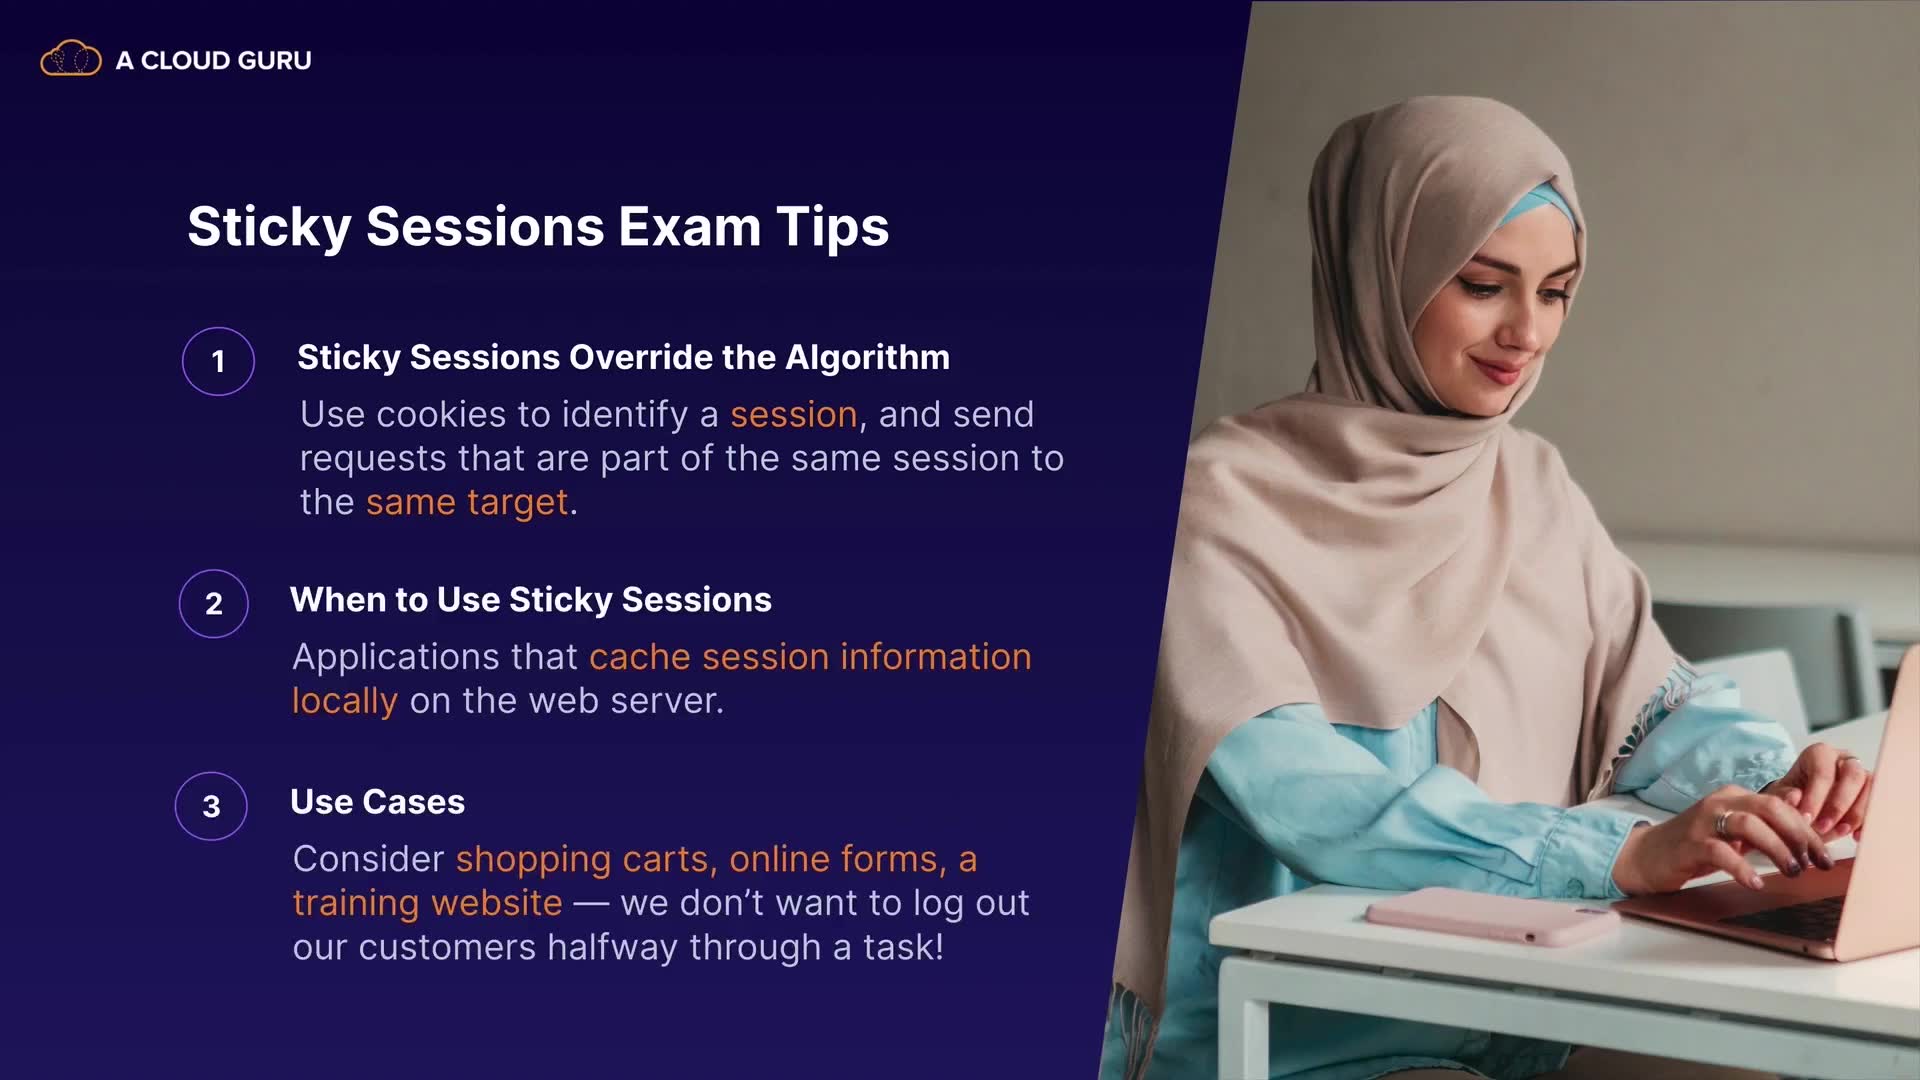 A CLOUD GURU
Sticky Sessions Exam Tips
1
Sticky Sessions Override the Algorithm
Use cookies to identify a session, and send
requests that are part of the same session to
the same target.
2
When to Use Sticky Sessions
Applications that cache session information
locally on the web server.
3
Use Cases
Consider shopping carts, online forms, a
training website — we don’t want to log out
our customers halfway through a task!